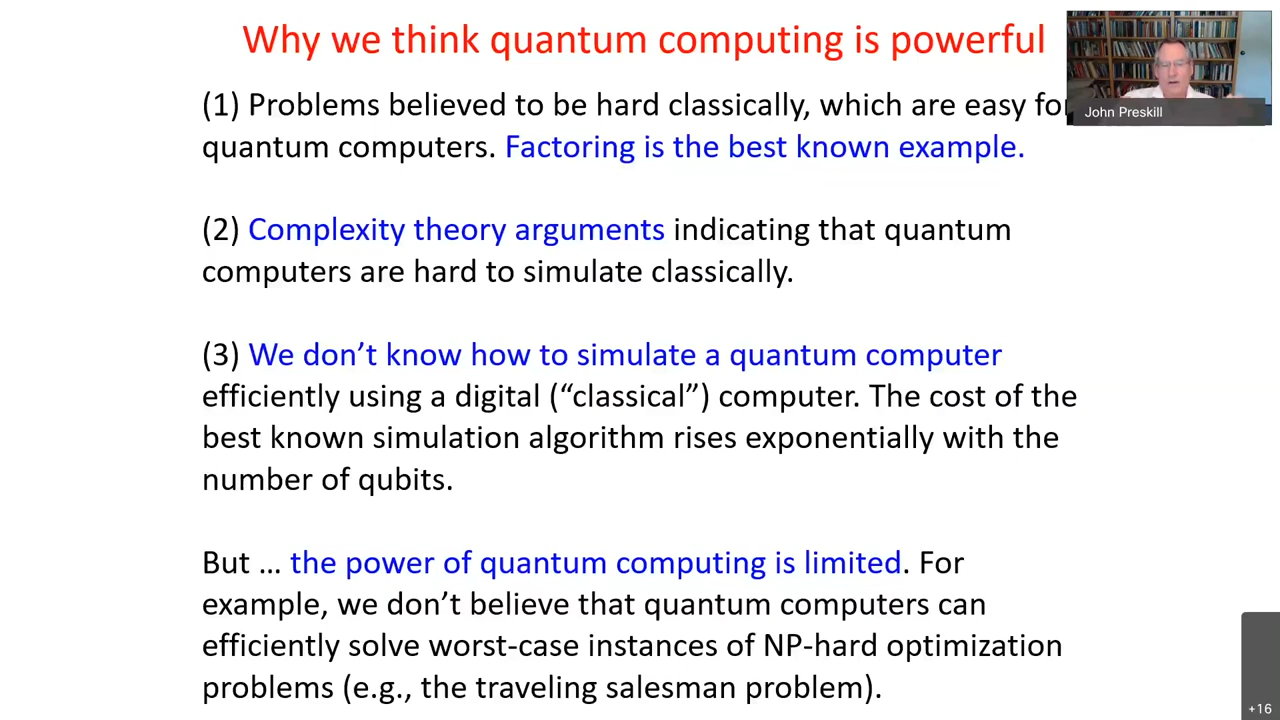 Why we think quantum computing is powerful
John Preskill
(1) Problems believed to be hard classically, which are easy for
quantum computers. Factoring is the best known example.
(2) Complexity theory arguments indicating that quantum
computers are hard to simulate classically.
(3) We don’t know how to simulate a quantum computer
efficiently using a digital (“classical”) computer. The cost of the
best known simulation algorithm rises exponentially with the
number of qubits.
But … the power of quantum computing is limited. For
example, we don’t believe that quantum computers can
efficiently solve worst-case instances of NP-hard optimization
problems (e.g., the traveling salesman problem).
+16